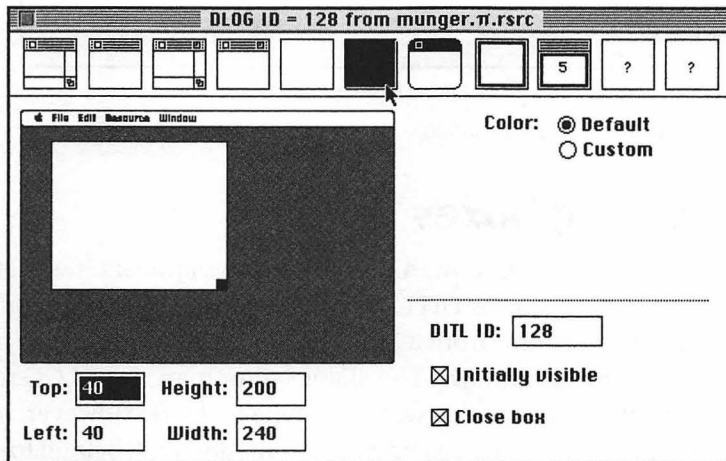 DLOG ID = 128 from munger.π.rsrc
5 ? ?
File Edit Resource Window
Color: Default
Custom
DITL ID: 128
Initially visible
Close box
Top: 40 Height: 200
Left: 40 Width: 240